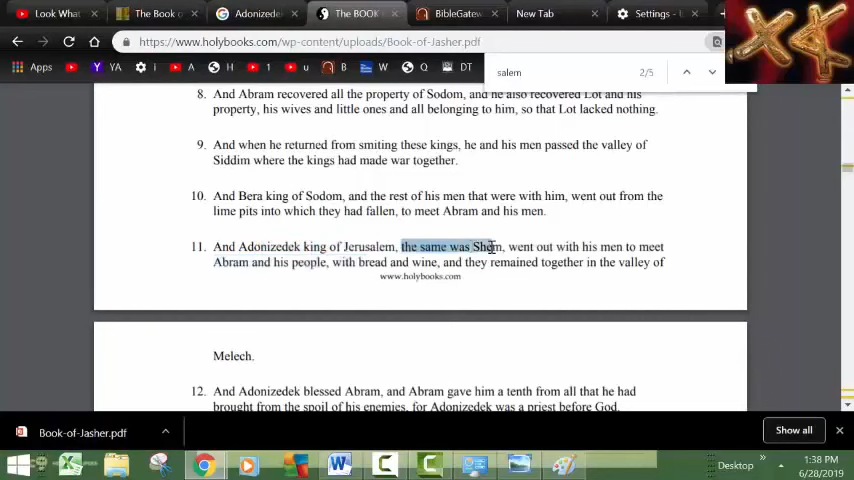 Look What
The Book of
Adonizedek
The BOOK
BibleGatew
New Tab
Settings -
https://www.holybooks.com/wp-content/uploads/Book-of-Jasher.pdf
Apps
YA
i
B
W
Q
DT
salem
2/5
8. And Abram recovered all the property of Sodom, and he also recovered Lot and his
property, his wives and little ones and all belonging to him, so that Lot lacked nothing.
9. And when he returned from smiting these kings, he and his men passed the valley of
Siddim where the kings had made war together.
10. And Bera king of Sodom, and the rest of his men that were with him, went out from the
lime pits into which they had fallen, to meet Abram and his men.
11. And Adonizedek king of Jerusalem, the same was Shem, went out with his men to meet
Abram and his people, with bread and wine, and they remained together in the valley of
www.holybooks.com
Melech.
12. And Adonizedek blessed Abram, and Abram gave him a tenth from all that he had
brought from the spoil of his enemies, for Adonizedek was a priest before God.
Book-of-Jasher.pdf
Show all
Desktop
1:38 PM
6/28/2019